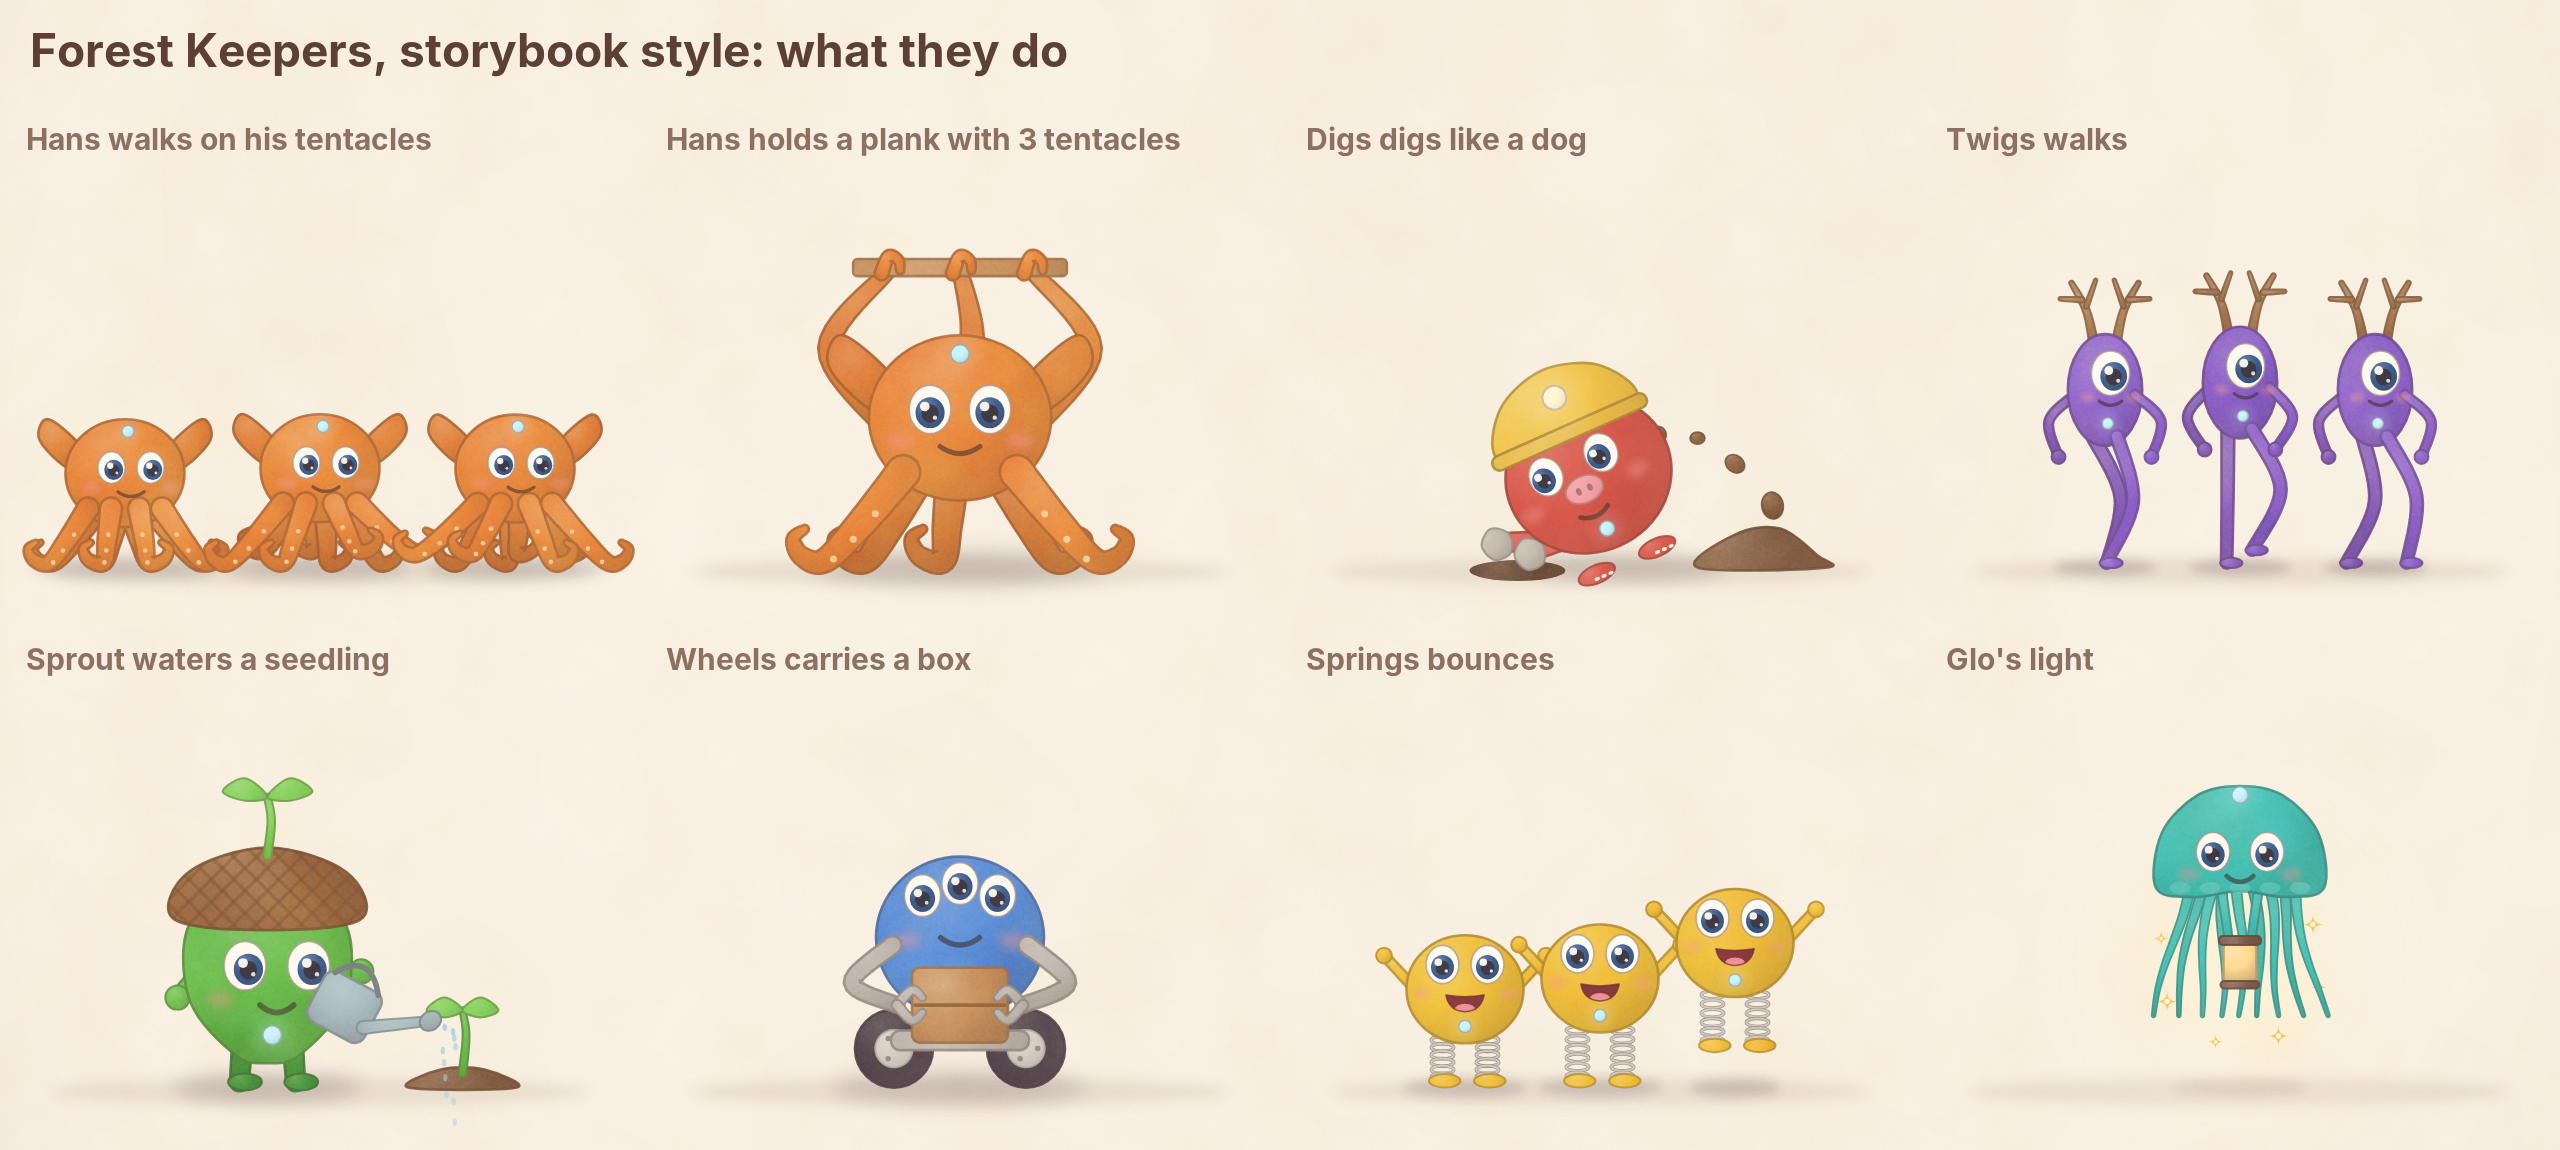 Forest Keepers, storybook style: what they do
Hans walks on his tentacles
Hans holds a plank with 3 tentacles
Digs digs like a dog
Twigs walks
Sprout waters a seedling
Wheels carries a box
Springs bounces
Glo's light